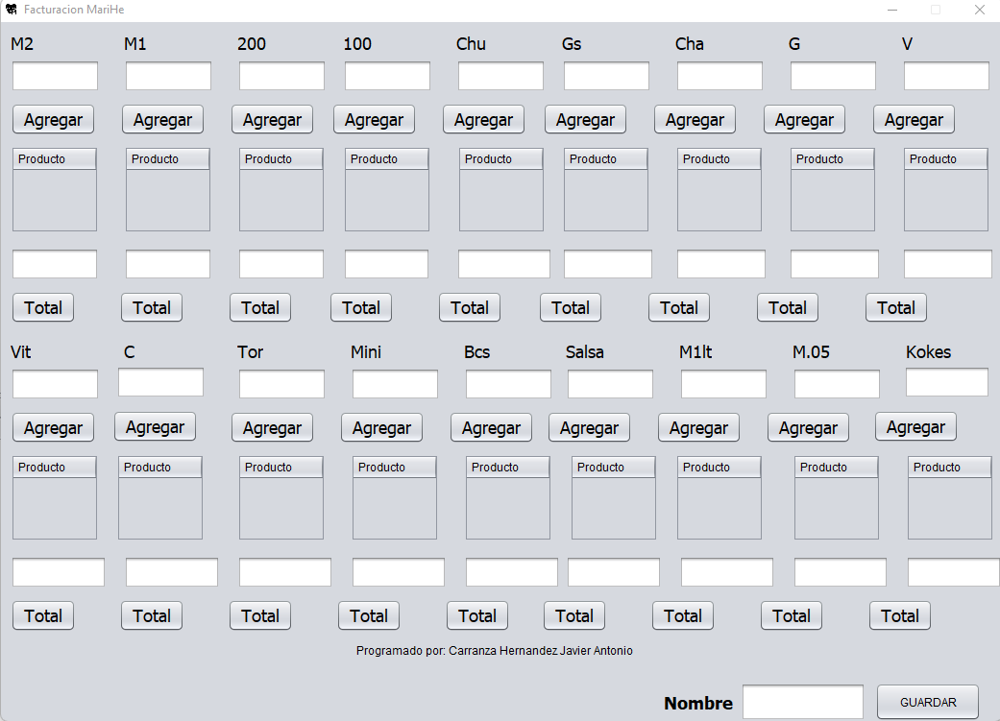 Facturacion MariHe
M2 M1 200 100 Chu Gs Cha G V
Agregar Agregar Agregar Agregar Agregar Agregar Agregar Agregar Agregar
Producto Producto Producto Producto Producto Producto Producto Producto Producto
Total Total Total Total Total Total Total Total Total
Vit C Tor Mini Bcs Salsa M1lt M.05 Kokes
Agregar Agregar Agregar Agregar Agregar Agregar Agregar Agregar Agregar
Producto Producto Producto Producto Producto Producto Producto Producto Producto
Total Total Total Total Total Total Total Total Total
Programado por: Carranza Hernandez Javier Antonio
Nombre GUARDAR